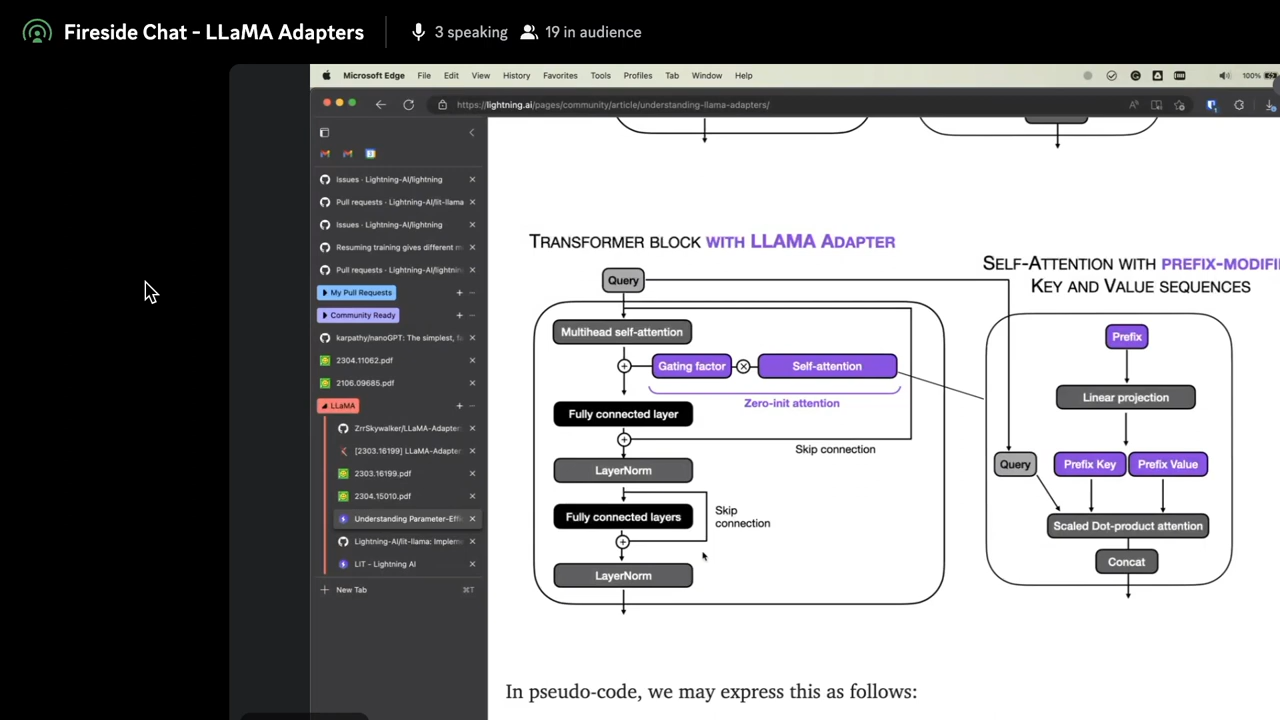 Fireside Chat - LLaMA Adapters
3 speaking
19 in audience
Microsoft Edge File Edit View History Favorites Tools Profiles Tab Window Help
100%
https://lightning.ai/pages/community/article/understanding-llama-adapters/
Issues · Lightning-AI/lightning
Pull requests · Lightning-AI/lit-llama
Issues · Lightning-AI/lightning
Resuming training gives different m
Pull requests · Lightning-AI/lightnin
My Pull Requests
Community Ready
karpathy/nanoGPT: The simplest, fa
2304.11062.pdf
2106.09685.pdf
LLaMA
ZrrSkywalker/LLaMA-Adapter
[2303.16199] LLaMA-Adapter
2303.16199.pdf
2304.15010.pdf
Understanding Parameter-Effi
Lightning-AI/lit-llama: Impleme
LIT - Lightning AI
New Tab ⌘T
TRANSFORMER BLOCK WITH LLAMA ADAPTER
Query
Multihead self-attention
Gating factor
Self-attention
Zero-init attention
Fully connected layer
Skip connection
LayerNorm
Fully connected layers
Skip
connection
LayerNorm
SELF-ATTENTION WITH PREFIX-MODIFI
KEY AND VALUE SEQUENCES
Prefix
Linear projection
Query
Prefix Key
Prefix Value
Scaled Dot-product attention
Concat
In pseudo-code, we may express this as follows: